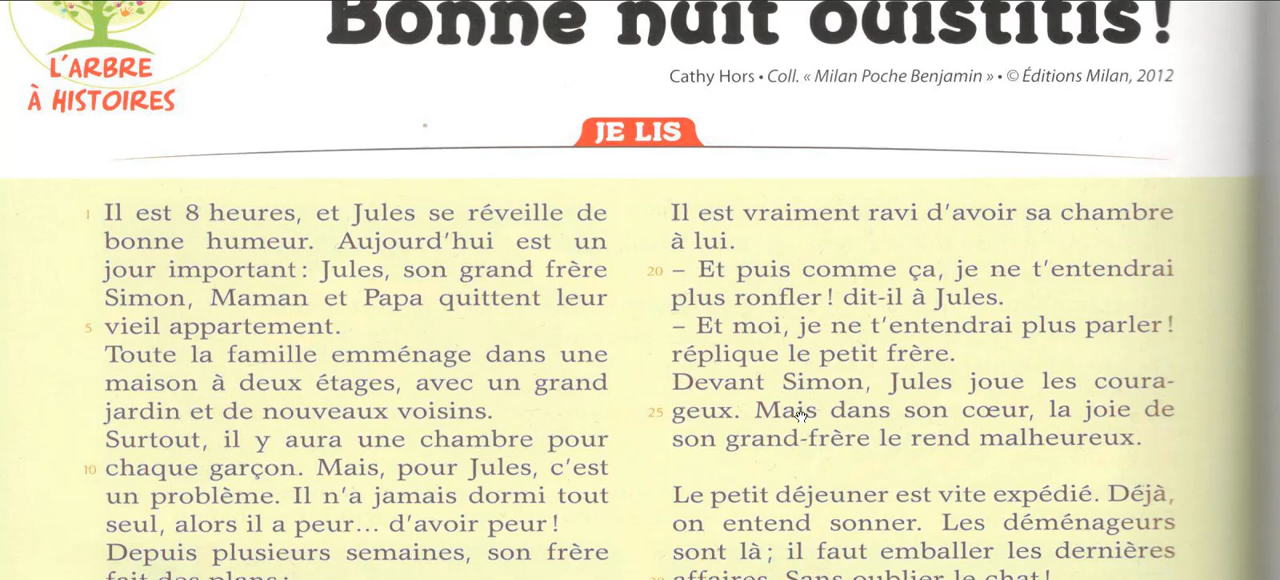 Bonne nuit ouistitis!
L'ARBRE
À HISTOIRES
Cathy Hors • Coll. « Milan Poche Benjamin » • © Éditions Milan, 2012
JE LIS
1 Il est 8 heures, et Jules se réveille de
bonne humeur. Aujourd'hui est un
jour important : Jules, son grand frère
Simon, Maman et Papa quittent leur
5 vieil appartement.
Toute la famille emménage dans une
maison à deux étages, avec un grand
jardin et de nouveaux voisins.
Surtout, il y aura une chambre pour
10 chaque garçon. Mais, pour Jules, c'est
un problème. Il n'a jamais dormi tout
seul, alors il a peur... d'avoir peur !
Depuis plusieurs semaines, son frère
fait des plans :
Il est vraiment ravi d'avoir sa chambre
à lui.
20 – Et puis comme ça, je ne t'entendrai
plus ronfler ! dit-il à Jules.
– Et moi, je ne t'entendrai plus parler !
réplique le petit frère.
Devant Simon, Jules joue les coura-
25 geux. Mais dans son cœur, la joie de
son grand-frère le rend malheureux.
Le petit déjeuner est vite expédié. Déjà,
on entend sonner. Les déménageurs
sont là ; il faut emballer les dernières
affaires. Sans oublier le chat !